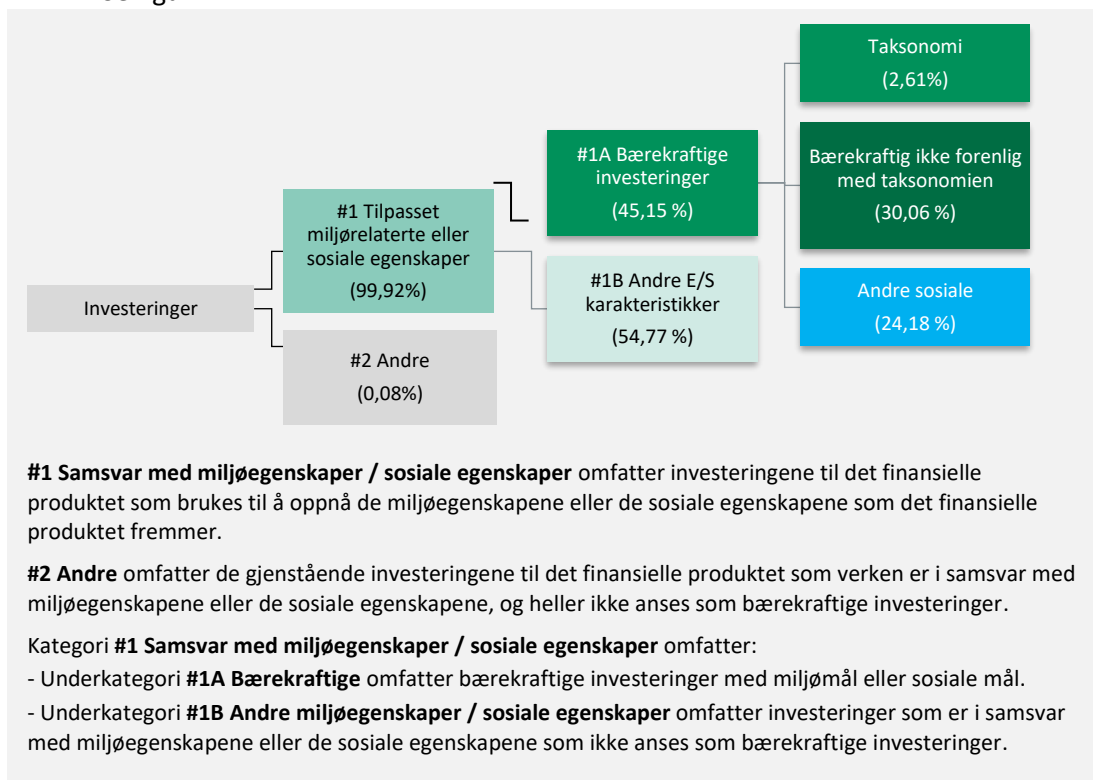 Taksonomi
(2,61%)
#1A Bærekraftige
investeringer
(45,15 %)
Bærekraftig ikke forenlig
med taksonomien
(30,06 %)
#1 Tilpasset
miljørelaterte eller
sosiale egenskaper
(99,92%)
#1B Andre E/S
karakteristikker
(54,77 %)
Andre sosiale
(24,18 %)
Investeringer
#2 Andre
(0,08%)
#1 Samsvar med miljøegenskaper / sosiale egenskaper omfatter investeringene til det finansielle
produktet som brukes til å oppnå de miljøegenskapene eller de sosiale egenskapene som det finansielle
produktet fremmer.
#2 Andre omfatter de gjenstående investeringene til det finansielle produktet som verken er i samsvar med
miljøegenskapene eller de sosiale egenskapene, og heller ikke anses som bærekraftige investeringer.
Kategori #1 Samsvar med miljøegenskaper / sosiale egenskaper omfatter:
- Underkategori #1A Bærekraftige omfatter bærekraftige investeringer med miljømål eller sosiale mål.
- Underkategori #1B Andre miljøegenskaper / sosiale egenskaper omfatter investeringer som er i samsvar
med miljøegenskapene eller de sosiale egenskapene som ikke anses som bærekraftige investeringer.